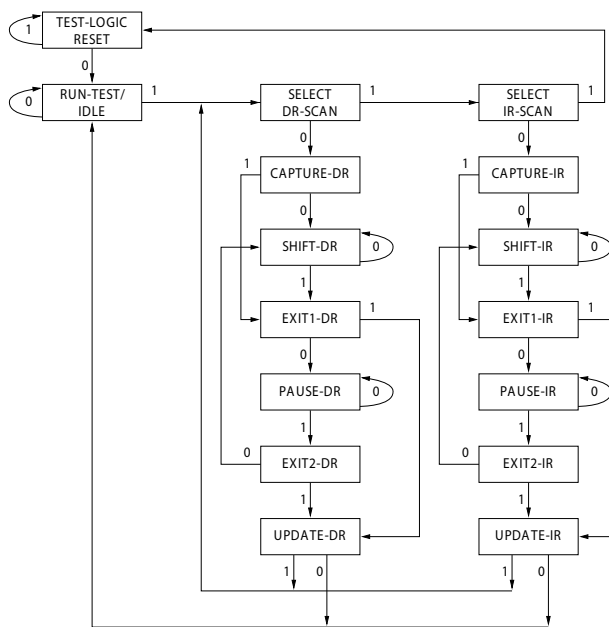 TEST-LOGIC
RESET
1
0
RUN-TEST/
IDLE
0
1
SELECT
DR-SCAN
1
SELECT
IR-SCAN
1
0
0
1
CAPTURE-DR
1
CAPTURE-IR
0
0
SHIFT-DR
0
SHIFT-IR
0
1
1
EXIT1-DR
1
EXIT1-IR
1
0
0
PAUSE-DR
0
PAUSE-IR
0
1
1
0
EXIT2-DR
0
EXIT2-IR
1
1
UPDATE-DR
UPDATE-IR
1
0
1
0